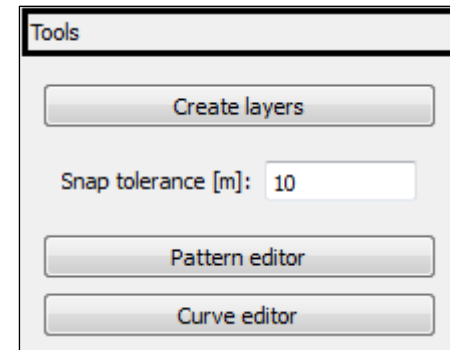 Tools
Create layers
Snap tolerance [m]: 10
Pattern editor
Curve editor